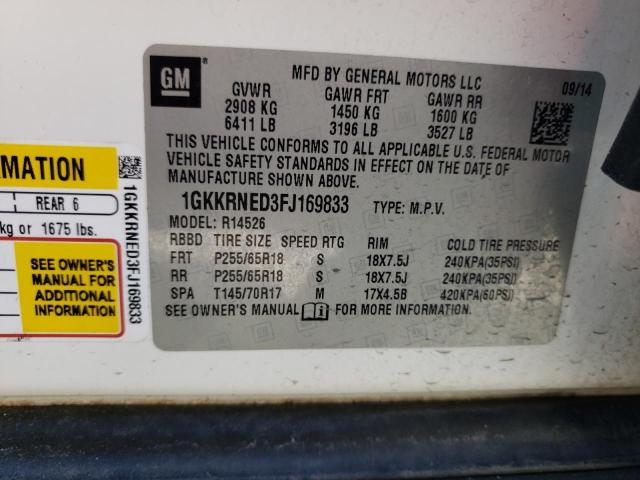 GM
MFD BY GENERAL MOTORS LLC
09/14
GVWR GAWR FRT GAWR RR
2908 KG 1450 KG 1600 KG
6411 LB 3196 LB 3527 LB
THIS VEHICLE CONFORMS TO ALL APPLICABLE U.S. FEDERAL MOTOR
VEHICLE SAFETY STANDARDS IN EFFECT ON THE DATE OF
MANUFACTURE SHOWN ABOVE.
1GKKRNED3FJ169833 TYPE: M.P.V.
MODEL: R14526
RBBD TIRE SIZE SPEED RTG RIM COLD TIRE PRESSURE
FRT P255/65R18 S 18X7.5J 240KPA(35PSI)
RR P255/65R18 S 18X7.5J 240KPA(35PSI)
SPA T145/70R17 M 17X4.5B 420KPA(60PSI)
SEE OWNER'S MANUAL FOR MORE INFORMATION.
RMATION
REAR 6
kg or 1675 lbs.
SEE OWNER'S
MANUAL FOR
ADDITIONAL
INFORMATION
1GKKRNED3FJ169833